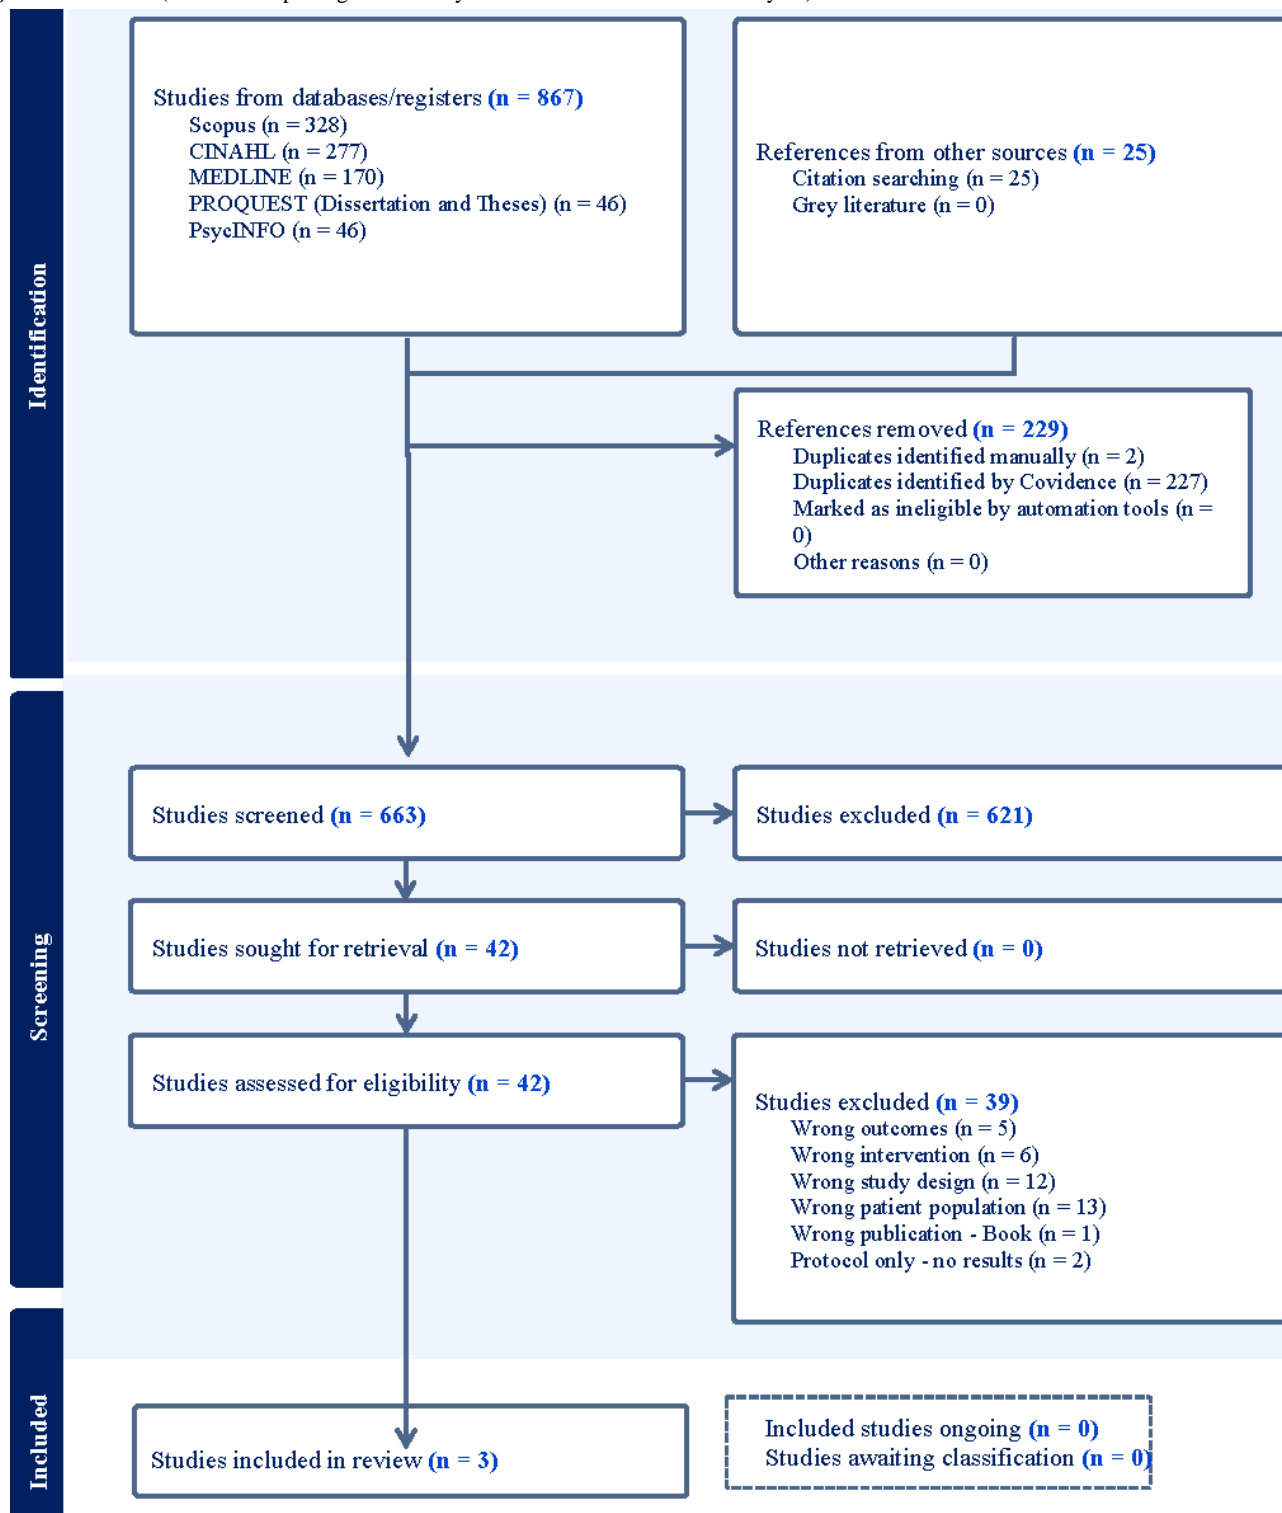 Identification
Studies from databases/registers (n = 867)
Scopus (n = 328)
CINAHL (n = 277)
MEDLINE (n = 170)
PROQUEST (Dissertation and Theses) (n = 46)
PsycINFO (n = 46)
References from other sources (n = 25)
Citation searching (n = 25)
Grey literature (n = 0)
References removed (n = 229)
Duplicates identified manually (n = 2)
Duplicates identified by Covidence (n = 227)
Marked as ineligible by automation tools (n =
0)
Other reasons (n = 0)
Screening
Studies screened (n = 663)
Studies excluded (n = 621)
Studies sought for retrieval (n = 42)
Studies not retrieved (n = 0)
Studies assessed for eligibility (n = 42)
Studies excluded (n = 39)
Wrong outcomes (n = 5)
Wrong intervention (n = 6)
Wrong study design (n = 12)
Wrong patient population (n = 13)
Wrong publication - Book (n = 1)
Protocol only - no results (n = 2)
Included
Studies included in review (n = 3)
Included studies ongoing (n = 0)
Studies awaiting classification (n = 0)